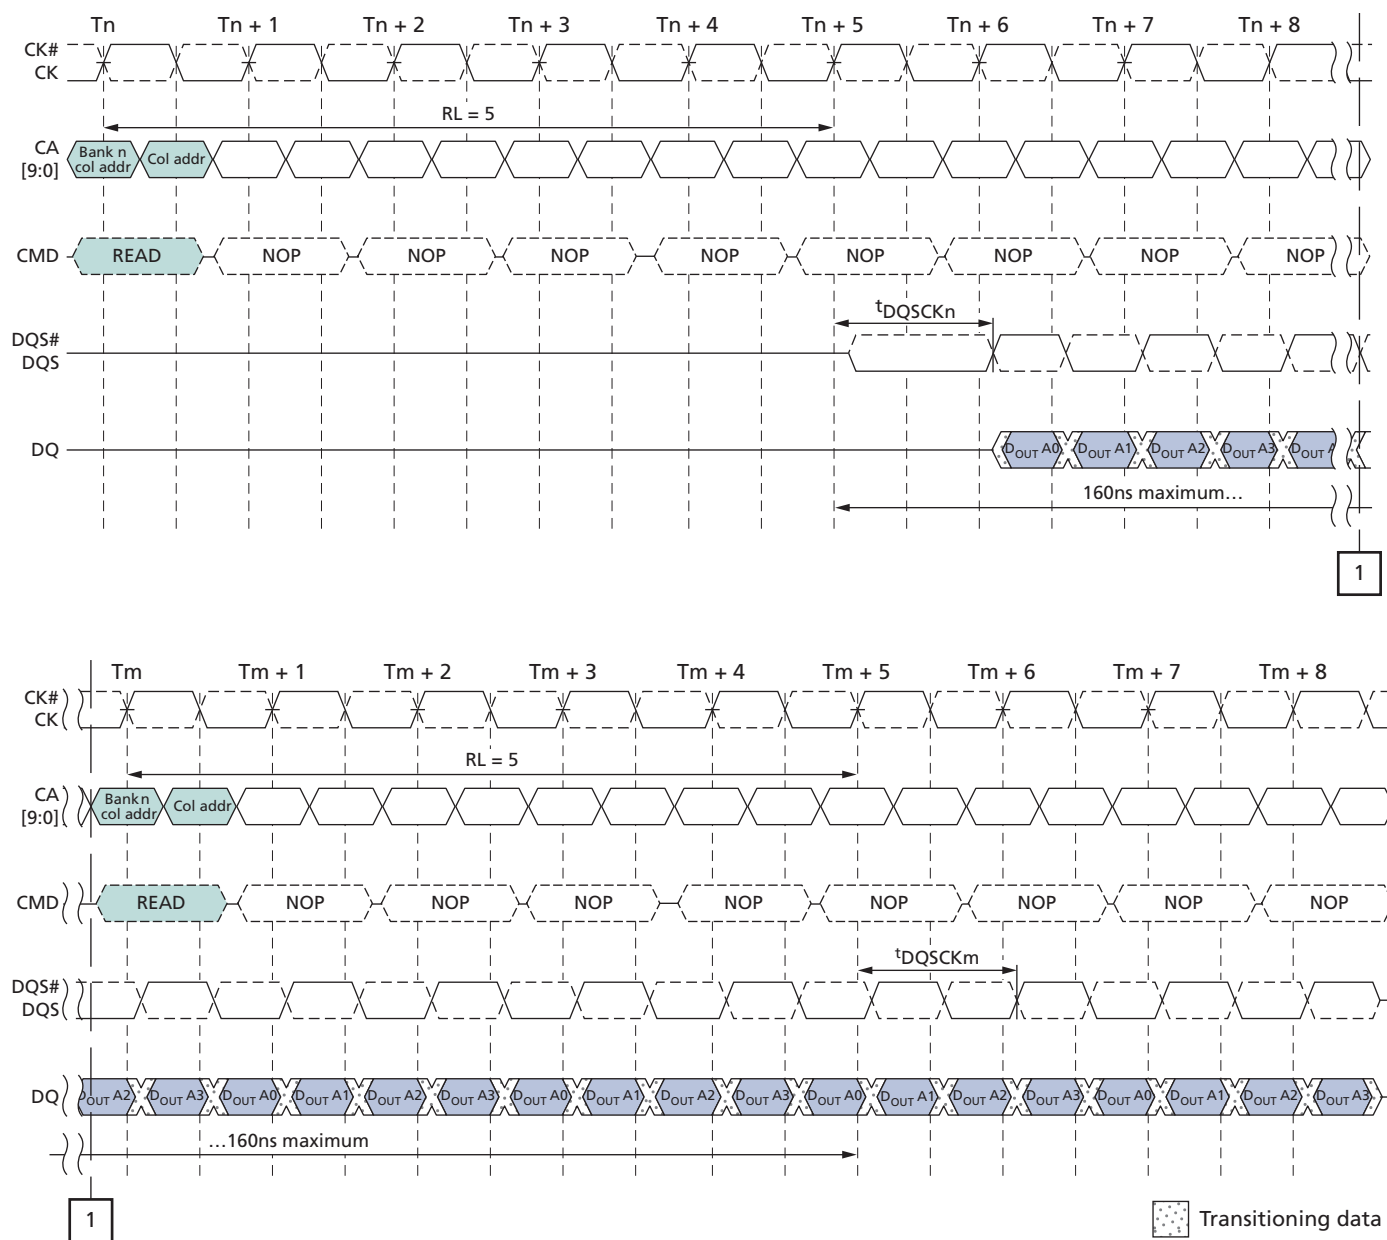 Tn Tn + 1 Tn + 2 Tn + 3 Tn + 4 Tn + 5 Tn + 6 Tn + 7 Tn + 8
CK#
CK
RL = 5
CA
[9:0]
Bank n
col addr
Col addr
CMD READ NOP NOP NOP NOP NOP NOP NOP NOP
tDQSCKn
DQS#
DQS
DQ DOUT A0 DOUT A1 DOUT A2 DOUT A3 DOUT A
160ns maximum…
1
Tm Tm + 1 Tm + 2 Tm + 3 Tm + 4 Tm + 5 Tm + 6 Tm + 7 Tm + 8
CK#
CK
RL = 5
CA
[9:0]
Bank n
col addr
Col addr
CMD READ NOP NOP NOP NOP NOP NOP NOP NOP
tDQSCKm
DQS#
DQS
DQ DOUT A2 DOUT A3 DOUT A0 DOUT A1 DOUT A2 DOUT A3 DOUT A0 DOUT A1 DOUT A2 DOUT A3 DOUT A0 DOUT A1 DOUT A2 DOUT A3 DOUT A0 DOUT A1 DOUT A2 DOUT A3
…160ns maximum
1
Transitioning data